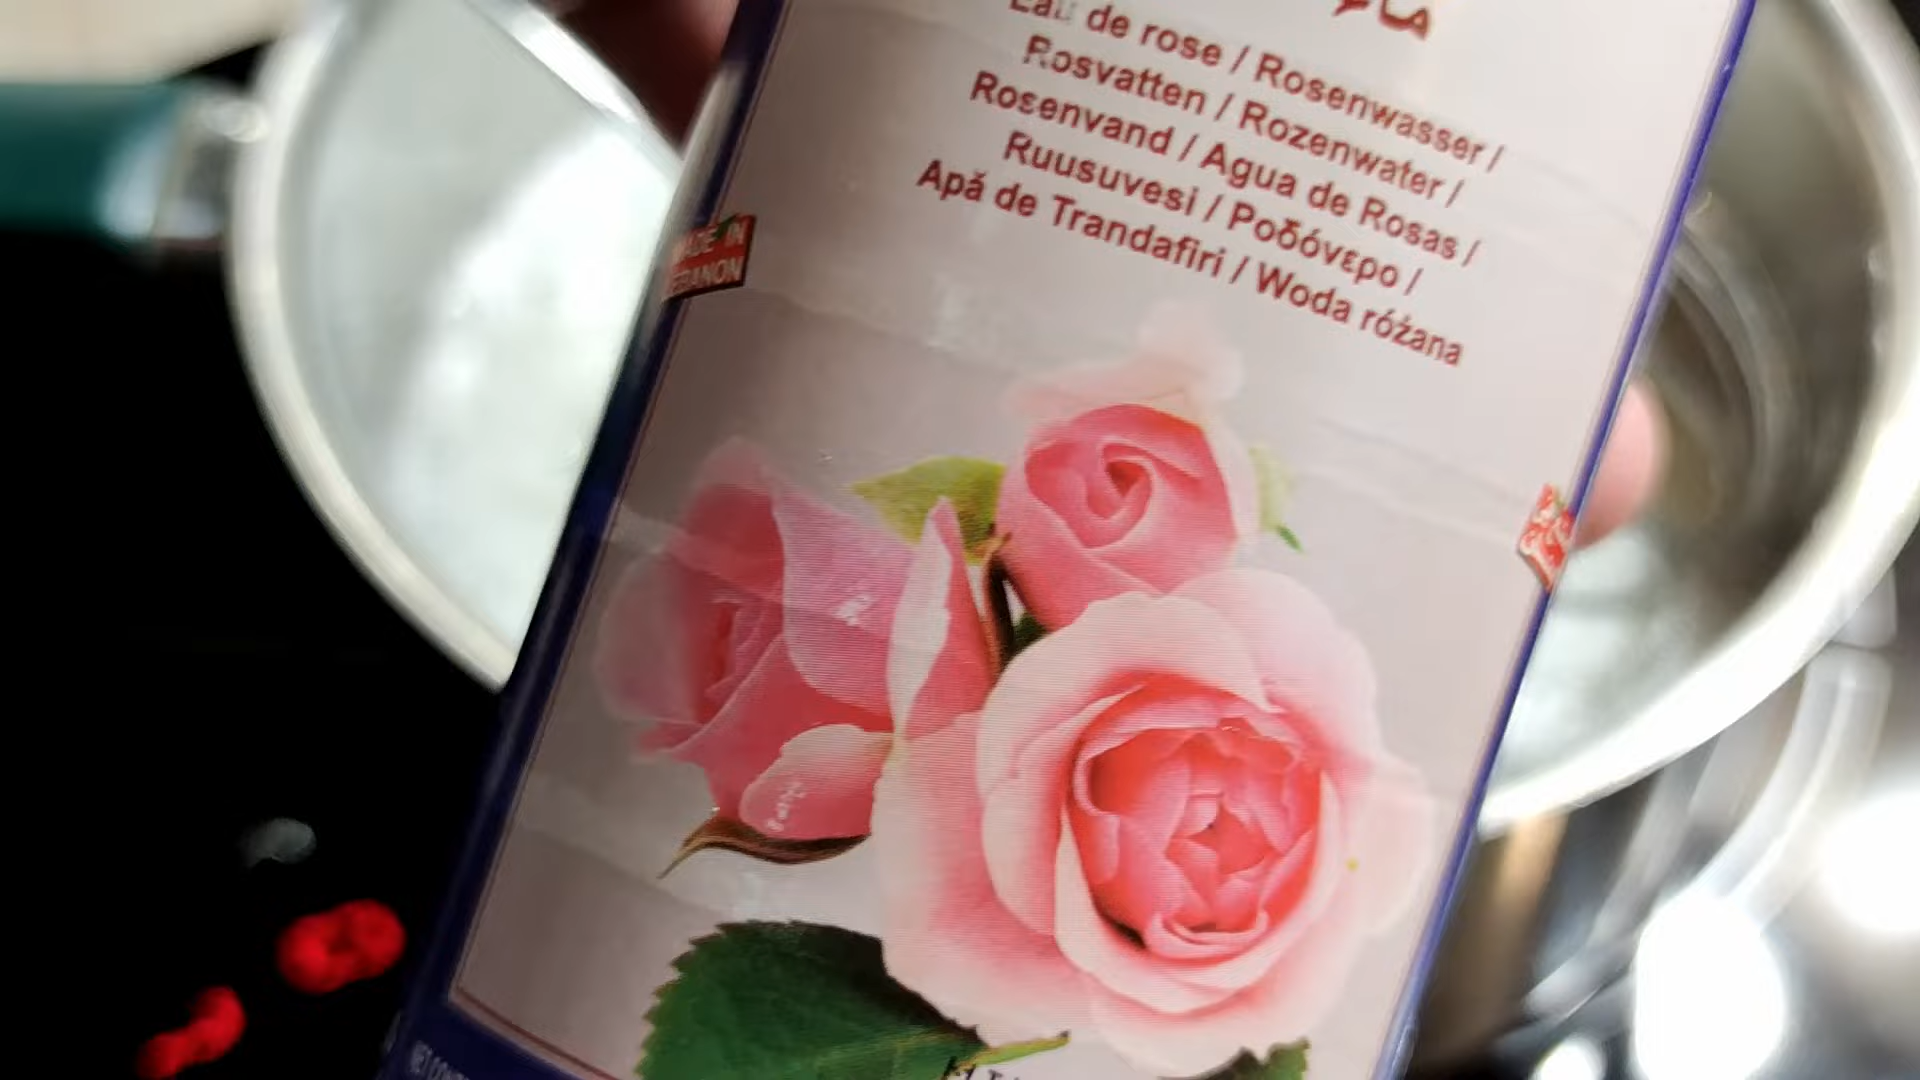 ماء
Eau de rose / Rosenwasser /
Rosvatten / Rozenwater /
Rosenvand / Agua de Rosas /
Ruusuvesi / Ροδόνερο /
Apă de Trandafiri / Woda różana
MADE IN
LEBANON